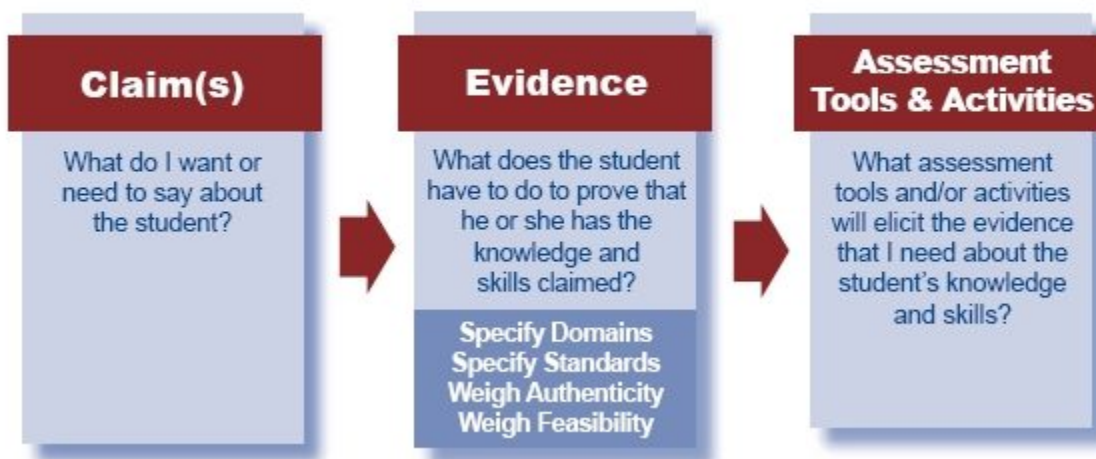 Claim(s)
What do I want or
need to say about
the student?
Evidence
What does the student
have to do to prove that
he or she has the
knowledge and
skills claimed?
Specify Domains
Specify Standards
Weigh Authenticity
Weigh Feasibility
Assessment
Tools & Activities
What assessment
tools and/or activities
will elicit the evidence
that I need about the
student's knowledge
and skills?